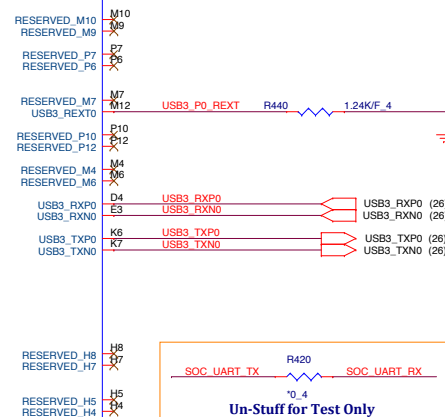 RESERVED_M10 M10
RESERVED_M9 M9
RESERVED_P7 P7
RESERVED_P6 P6
RESERVED_M7 M7
USB3_REXT0 M12 USB3_P0_REXT R440 1.24K/F_4
RESERVED_P10 P10
RESERVED_P12 P12
RESERVED_M4 M4
RESERVED_M6 M6
USB3_RXP0 D4 USB3_RXP0 USB3_RXP0 (26
USB3_RXN0 E3 USB3_RXN0 USB3_RXN0 (26
USB3_TXP0 K6 USB3_TXP0 USB3_TXP0 (26)
USB3_TXN0 K7 USB3_TXN0 USB3_TXN0 (26)
RESERVED_H8 H8
RESERVED_H7 H7
R420
SOC_UART_TX SOC_UART_RX
*0_4
RESERVED_H5 H5
RESERVED_H4 H4
Un-Stuff for Test Only